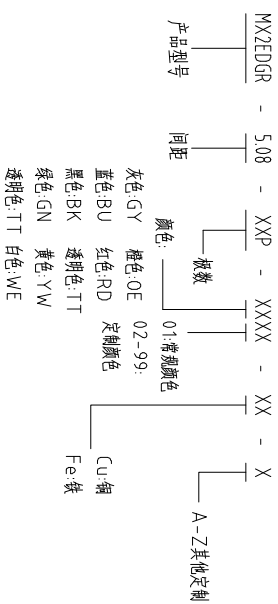 MX2EDGR - 5.08 - XXP - XXXX - XX - X
产品型号
间距
极数
颜色:
灰色:GY 橙色:OE
蓝色:BU 红色:RD
黑色:BK 透明色:TT
绿色:GN 黄色:YW
透明色:TT 白色:WE
01:常规颜色
02-99:
定制颜色
Cu:铜
Fe:铁
A-Z其他定制